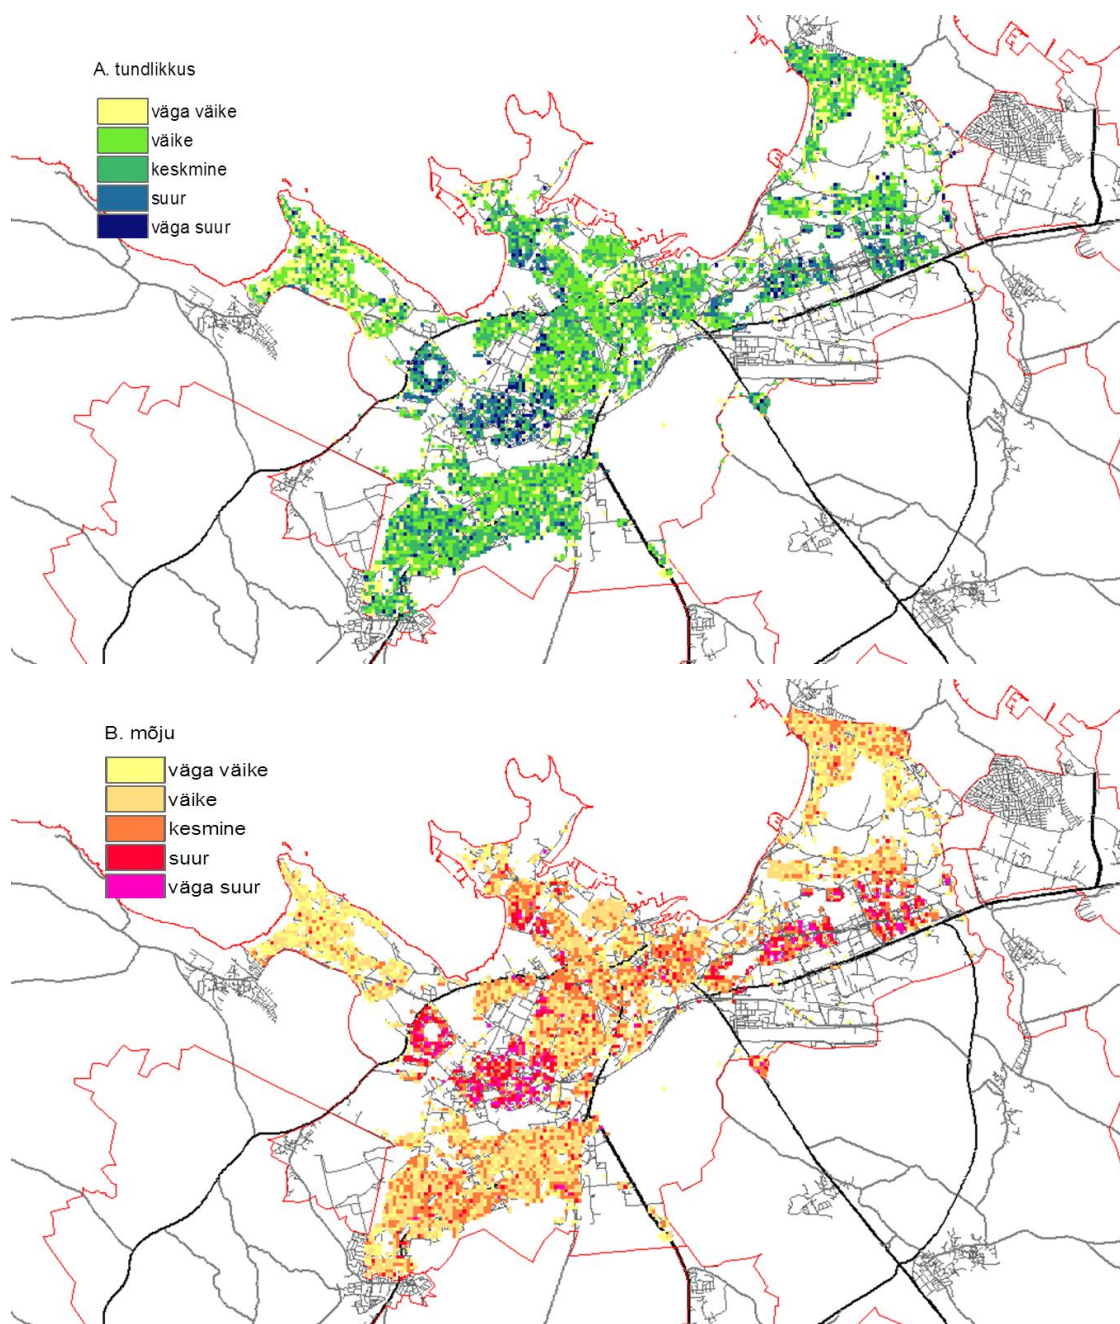 A. tundlikkus
väga väike
väike
keskmine
suur
väga suur
B. mõju
väga väike
väike
kesmine
suur
väga suur